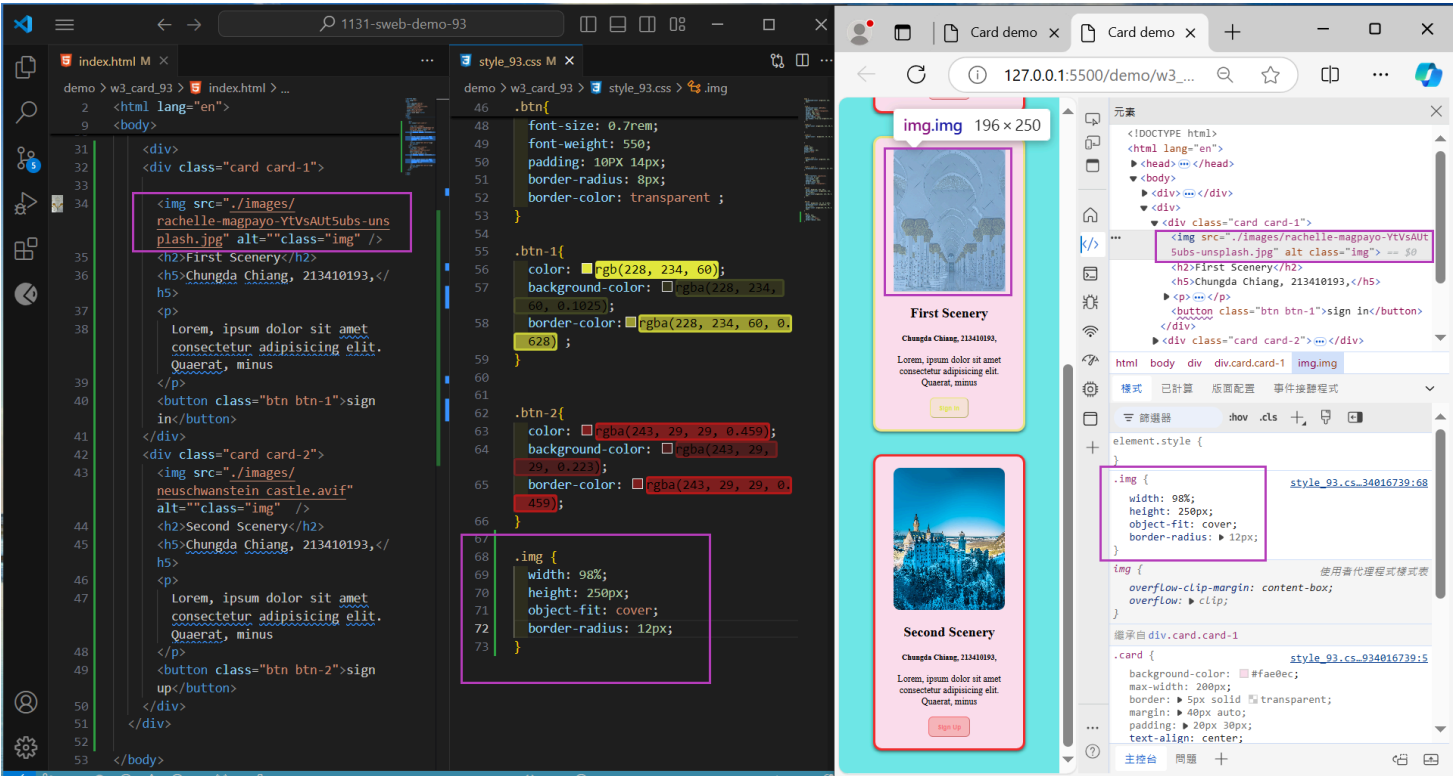 1131-sweb-demo-93
index.html M
demo > w3_card_93 > index.html > ...
2 <html lang="en">
9 <body>
31 <div>
32 <div class="card card-1">
33
34 <img src="./images/
rachelle-magpayo-YtVsAUt5ubs-uns
plash.jpg" alt=""class="img" />
35 <h2>First Scenery</h2>
36 <h5>Chungda Chiang, 213410193,</
h5>
37 <p>
38 Lorem, ipsum dolor sit amet
consectetur adipisicing elit.
Quaerat, minus
39 </p>
40 <button class="btn btn-1">sign
in</button>
41 </div>
42 <div class="card card-2">
43 <img src="./images/
neuschwanstein castle.avif"
alt=""class="img"  />
44 <h2>Second Scenery</h2>
45 <h5>Chungda Chiang, 213410193,</
h5>
46 <p>
47 Lorem, ipsum dolor sit amet
consectetur adipisicing elit.
Quaerat, minus
48 </p>
49 <button class="btn btn-2">sign
up</button>
50 </div>
51 </div>
52
53 </body>
5
style_93.css M
demo > w3_card_93 > style_93.css > .img
46 .btn{
48 font-size: 0.7rem;
49 font-weight: 550;
50 padding: 10PX 14px;
51 border-radius: 8px;
52 border-color: transparent ;
53 }
54
55 .btn-1{
56 color: rgb(228, 234, 60);
57 background-color: rgba(228, 234,
60, 0.1025);
58 border-color: rgba(228, 234, 60, 0.
628) ;
59 }
60
61
62 .btn-2{
63 color: rgba(243, 29, 29, 0.459);
64 background-color: rgba(243, 29,
29, 0.223);
65 border-color: rgba(243, 29, 29, 0.
459);
66 }
67
68 .img {
69 width: 98%;
70 height: 250px;
71 object-fit: cover;
72 border-radius: 12px;
73 }
Card demo
Card demo
127.0.0.1:5500/demo/w3_...
img.img 196 × 250
First Scenery
Chungda Chiang, 213410193,
Lorem, ipsum dolor sit amet
consectetur adipisicing elit.
Quaerat, minus
Sign In
Second Scenery
Chungda Chiang, 213410193,
Lorem, ipsum dolor sit amet
consectetur adipisicing elit.
Quaerat, minus
Sign Up
元素
<!DOCTYPE html>
<html lang="en">
<head> ... </head>
<body>
<div> ... </div>
<div>
<div class="card card-1">
<img src="./images/rachelle-magpayo-YtVsAUt
5ubs-unsplash.jpg" alt class="img"> == $0
<h2>First Scenery</h2>
<h5>Chungda Chiang, 213410193,</h5>
<p> ... </p>
<button class="btn btn-1">sign in</button>
</div>
<div class="card card-2"> ... </div>
html body div div.card.card-1 img.img
樣式 已計算 版面配置 事件接聽程式
篩選器 :hov .cls
element.style {
}
.img { style_93.cs…34016739:68
width: 98%;
height: 250px;
object-fit: cover;
border-radius: 12px;
}
img { 使用者代理程式樣式表
overflow-clip-margin: content-box;
overflow: clip;
}
繼承自 div.card.card-1
.card { style_93.cs…934016739:5
background-color: #fae0ec;
max-width: 200px;
border: 5px solid transparent;
margin: 40px auto;
padding: 20px 30px;
text-align: center;
主控台 問題